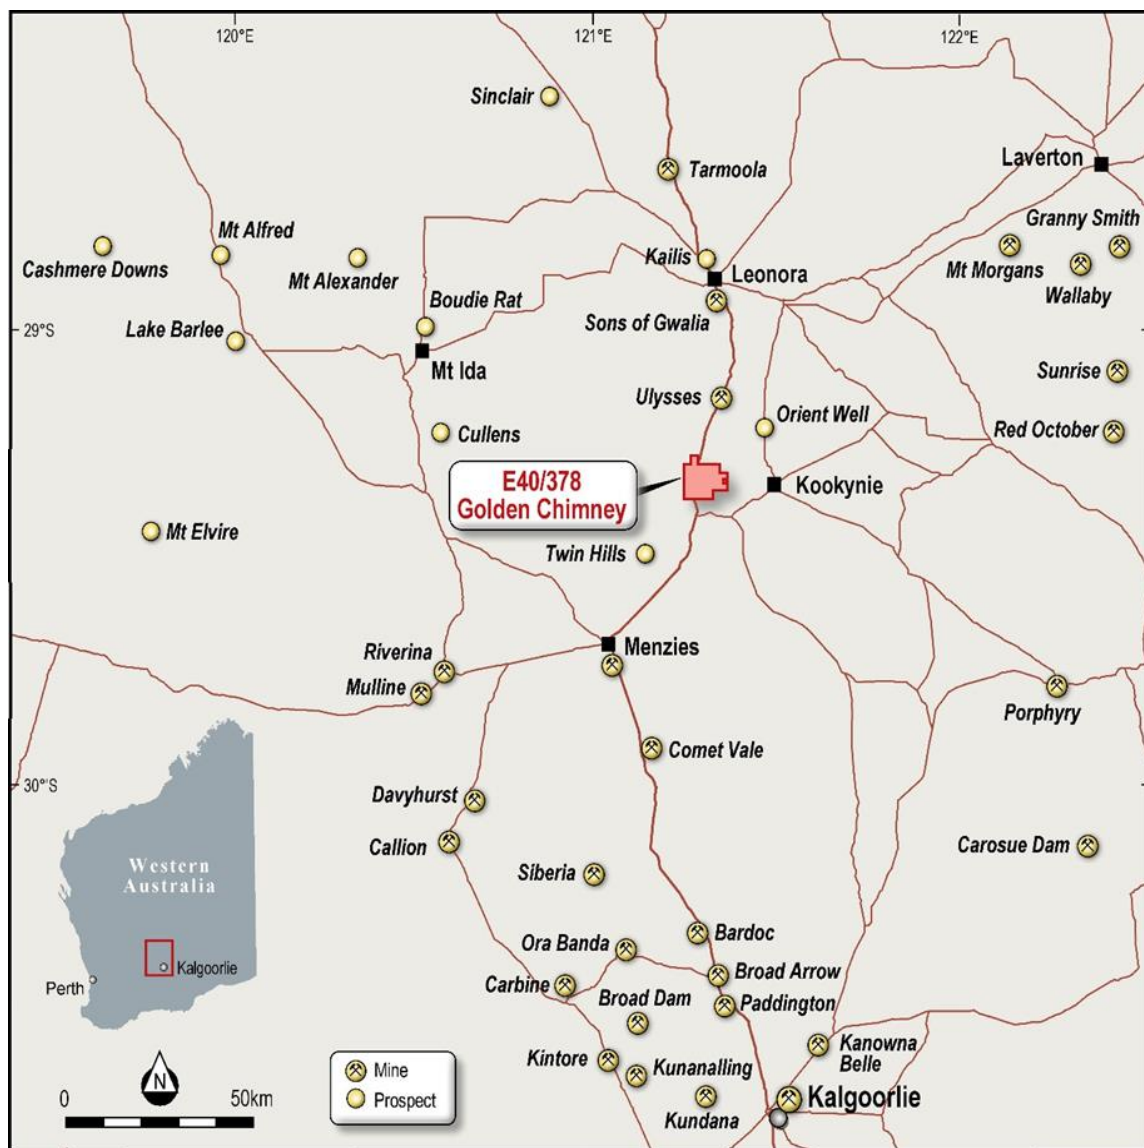 120°E
121°E
122°E
Sinclair
Tarmoola
Laverton
Granny Smith
Mt Alfred
Cashmere Downs
Mt Alexander
Kailis
Leonora
Mt Morgans
Wallaby
Boudie Rat
Sons of Gwalia
29°S
Lake Barlee
Mt Ida
Sunrise
Ulysses
Orient Well
Red October
Cullens
E40/378
Golden Chimney
Kookynie
Mt Elvire
Twin Hills
Menzies
Riverina
Mulline
Porphyry
Comet Vale
30°S
Davyhurst
Callion
Carosue Dam
Siberia
Western
Australia
Bardoc
Ora Banda
Broad Arrow
Kalgoorlie
Perth
Carbine
Broad Dam
Paddington
Kanowna
Belle
Kintore
Kunanalling
Kundana
Kalgoorlie
N
0
50km
Mine
Prospect